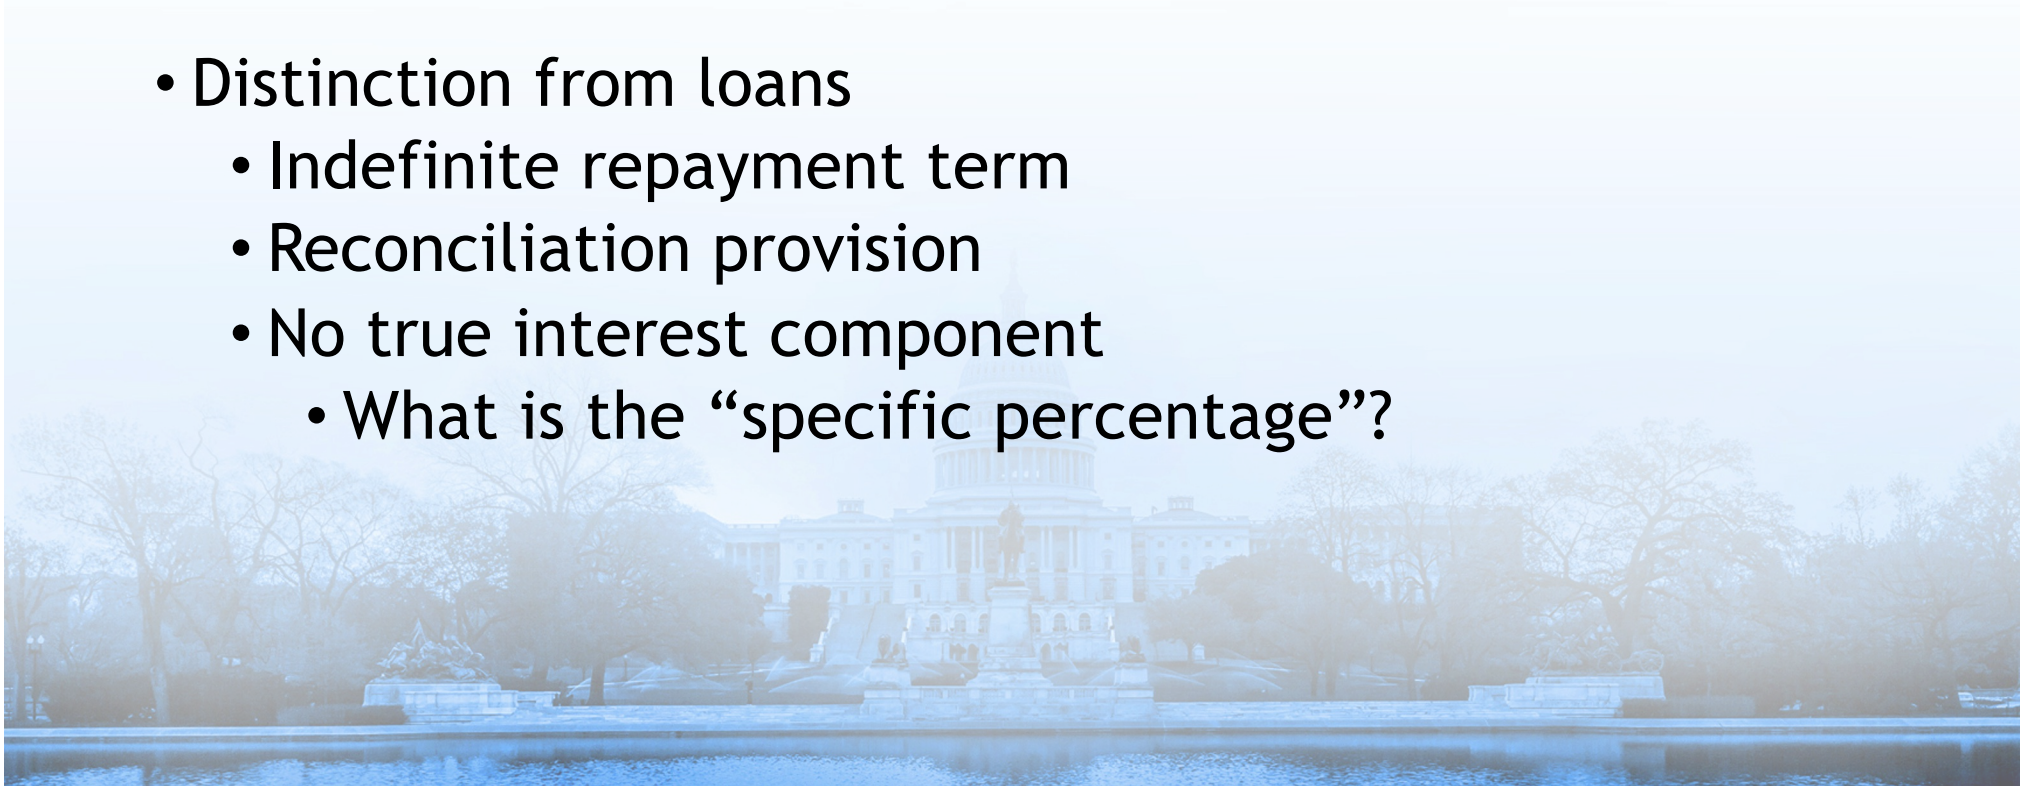 • Distinction from loans
• Indefinite repayment term
• Reconciliation provision
• No true interest component
• What is the “specific percentage”?